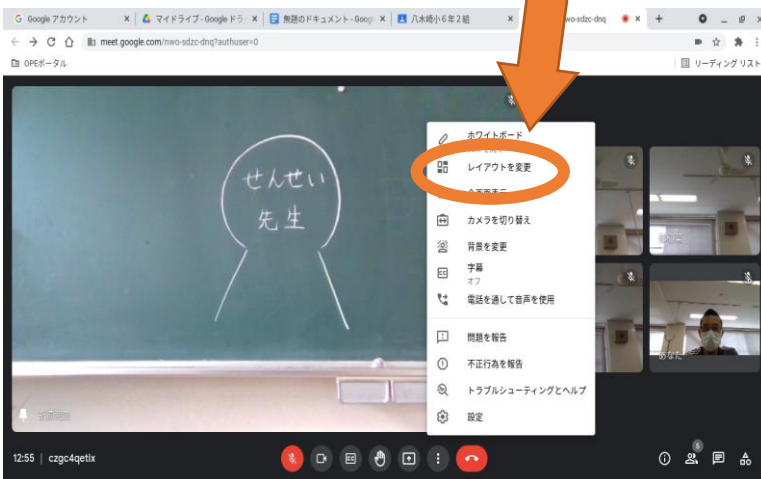 Google アカウント
マイドライブ - Google ドラ
無題のドキュメント - Goog
八木崎小６年２組
wo-sdzc-dnq
meet.google.com/nwo-sdzc-dnq?authuser=0
OPEポータル
リーディング リスト
せんせい
先生
ホワイトボード
レイアウトを変更
全画面表示
カメラを切り替え
背景を変更
字幕
オフ
電話を通して音声を使用
問題を報告
不正行為を報告
トラブルシューティングとヘルプ
設定
あなた
12:55 | czgc4qetix
5